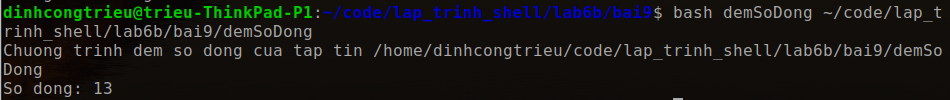 dinhcongtrieu@trieu-ThinkPad-P1:~/code/lap_trinh_shell/lab6b/bai9$ bash demSoDong ~/code/lap_t
rinh_shell/lab6b/bai9/demSoDong
Chuong trinh dem so dong cua tap tin /home/dinhcongtrieu/code/lap_trinh_shell/lab6b/bai9/demSo
Dong
So dong: 13